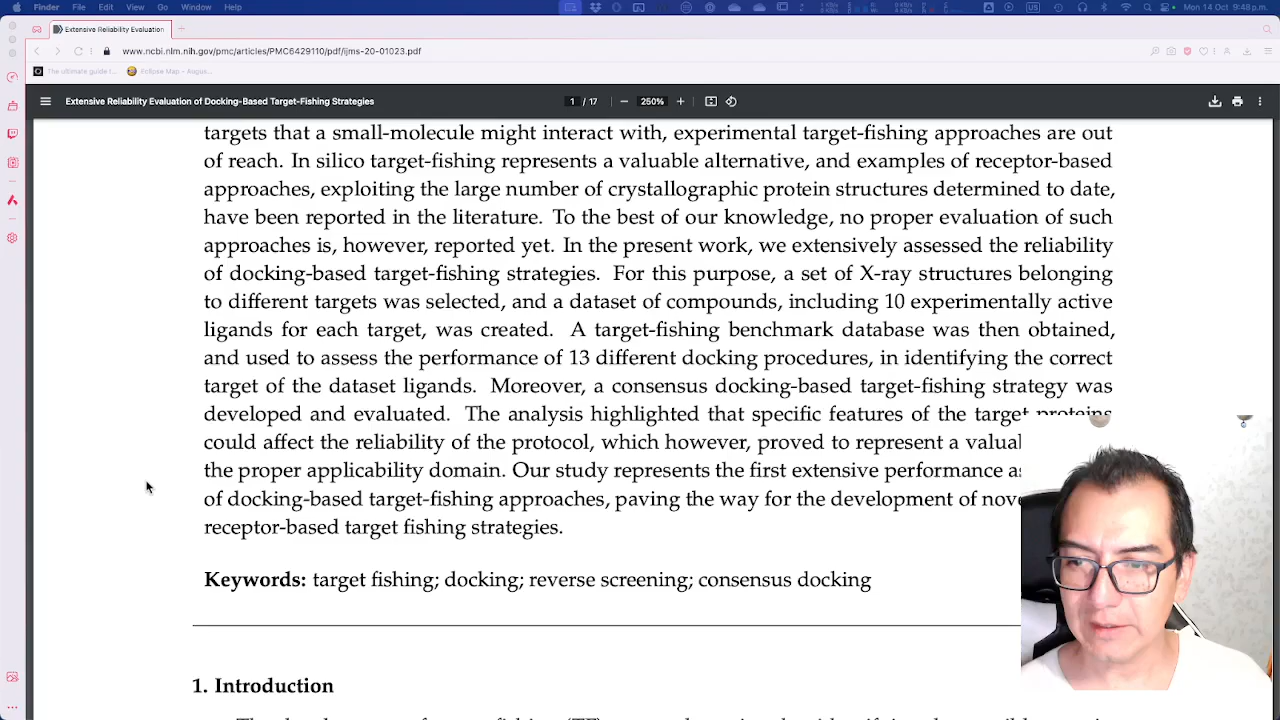 Finder File Edit View Go Window Help
US
Mon 14 Oct 9:48 p.m.
Extensive Reliability Evaluation
www.ncbi.nlm.nih.gov/pmc/articles/PMC6429110/pdf/ijms-20-01023.pdf
The ultimate guide Eclipse Map - Augus...
Extensive Reliability Evaluation of Docking-Based Target-Fishing Strategies 1 / 17 250%
targets that a small-molecule might interact with, experimental target-fishing approaches are out
of reach. In silico target-fishing represents a valuable alternative, and examples of receptor-based
approaches, exploiting the large number of crystallographic protein structures determined to date,
have been reported in the literature. To the best of our knowledge, no proper evaluation of such
approaches is, however, reported yet. In the present work, we extensively assessed the reliability
of docking-based target-fishing strategies. For this purpose, a set of X-ray structures belonging
to different targets was selected, and a dataset of compounds, including 10 experimentally active
ligands for each target, was created. A target-fishing benchmark database was then obtained,
and used to assess the performance of 13 different docking procedures, in identifying the correct
target of the dataset ligands. Moreover, a consensus docking-based target-fishing strategy was
developed and evaluated. The analysis highlighted that specific features of the target proteins
could affect the reliability of the protocol, which however, proved to represent a valual
the proper applicability domain. Our study represents the first extensive performance as
of docking-based target-fishing approaches, paving the way for the development of nove
receptor-based target fishing strategies.
Keywords: target fishing; docking; reverse screening; consensus docking
1. Introduction